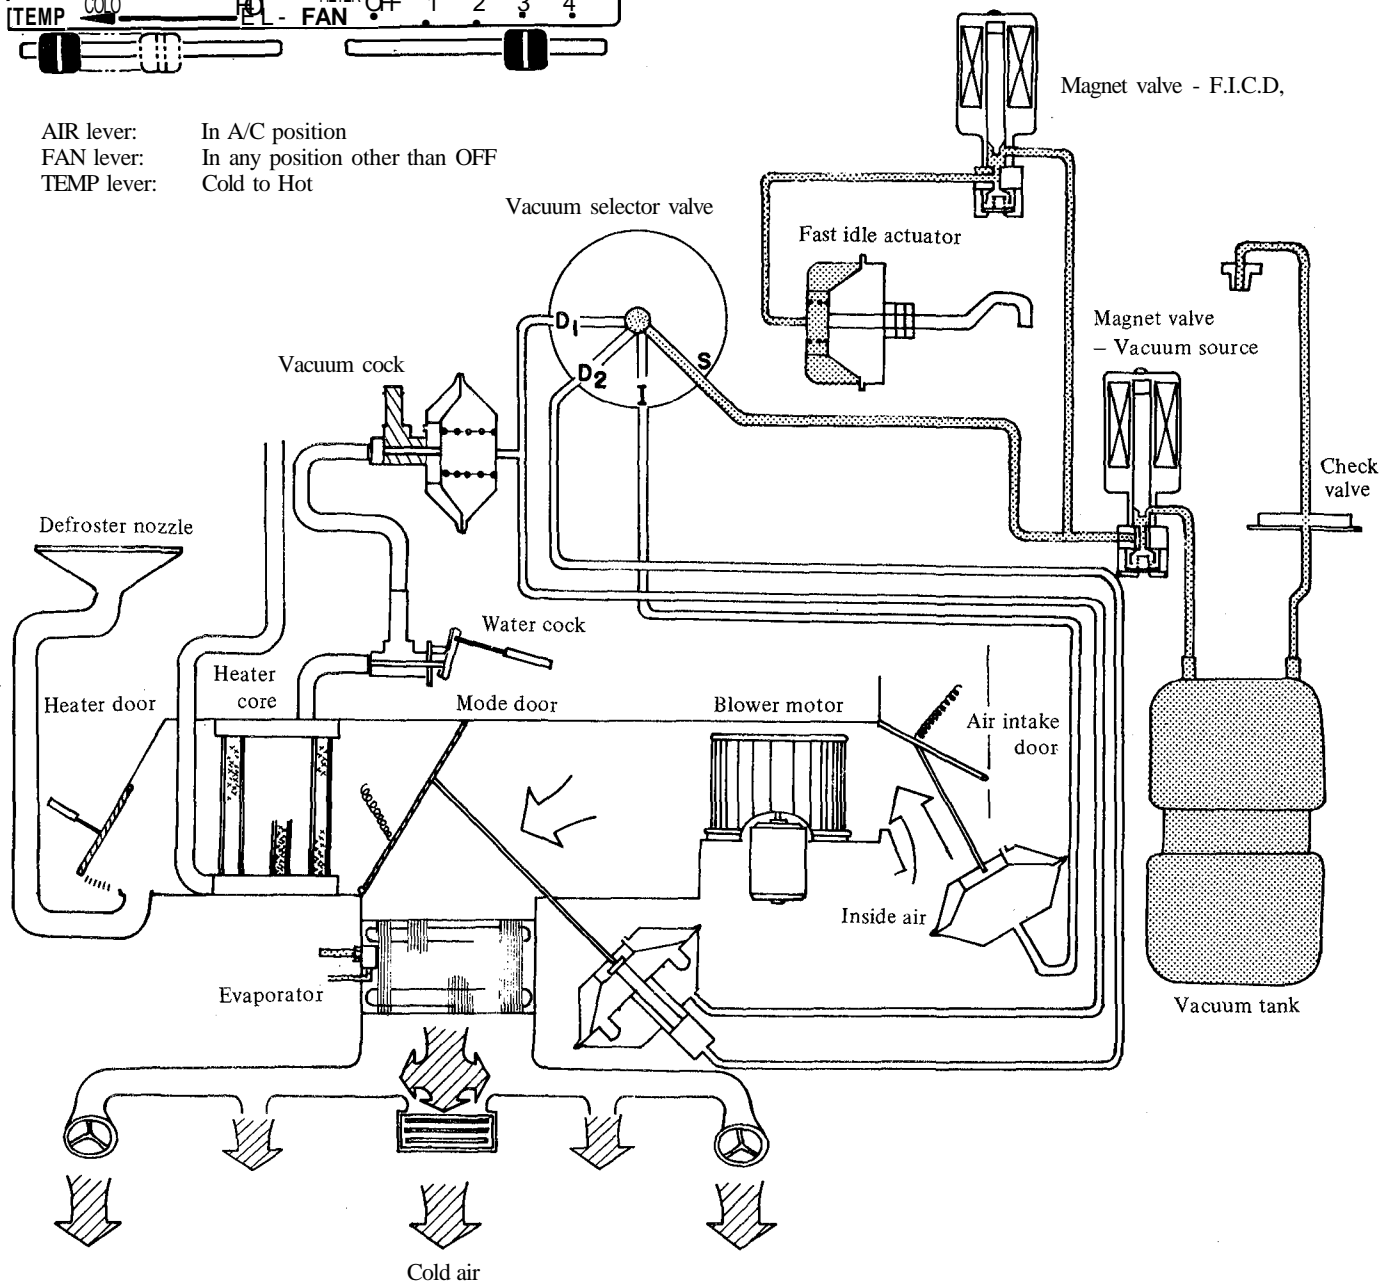 TEMP COLD EL- FAN OFF 1 2 3 4
AIR lever: In A/C position
FAN lever: In any position other than OFF
TEMP lever: Cold to Hot
Magnet valve - F.I.C.D,
Vacuum selector valve
Fast idle actuator
D1
D2
I
S
Magnet valve
– Vacuum source
Vacuum cock
Check
valve
Defroster nozzle
Water cock
Heater door
Heater
core
Mode door
Blower motor
Air intake
door
Inside air
Evaporator
Vacuum tank
Cold air